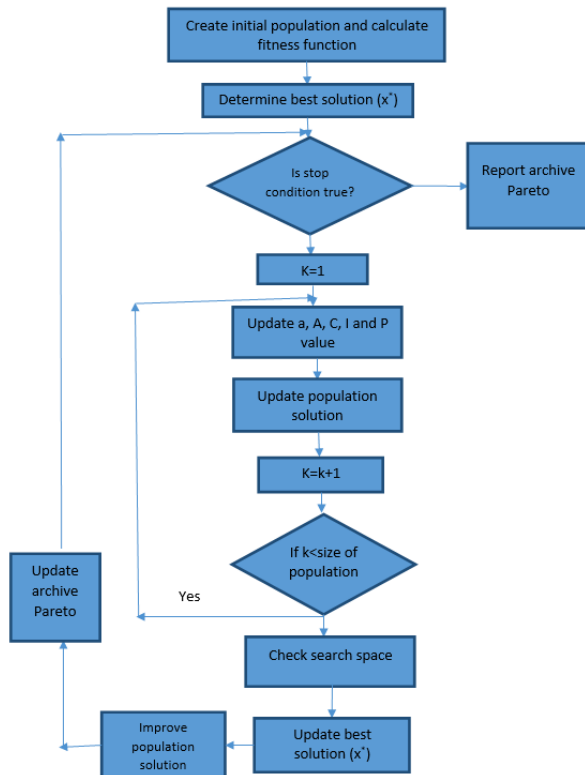 Create initial population and calculate
fitness function
Determine best solution (x*)
Is stop
condition true?
Report archive
Pareto
K=1
Update a, A, C, I and P
value
Update population
solution
K=k+1
If k<size of
population
Yes
Update
archive
Pareto
Check search space
Update best
solution (x*)
Improve
population
solution